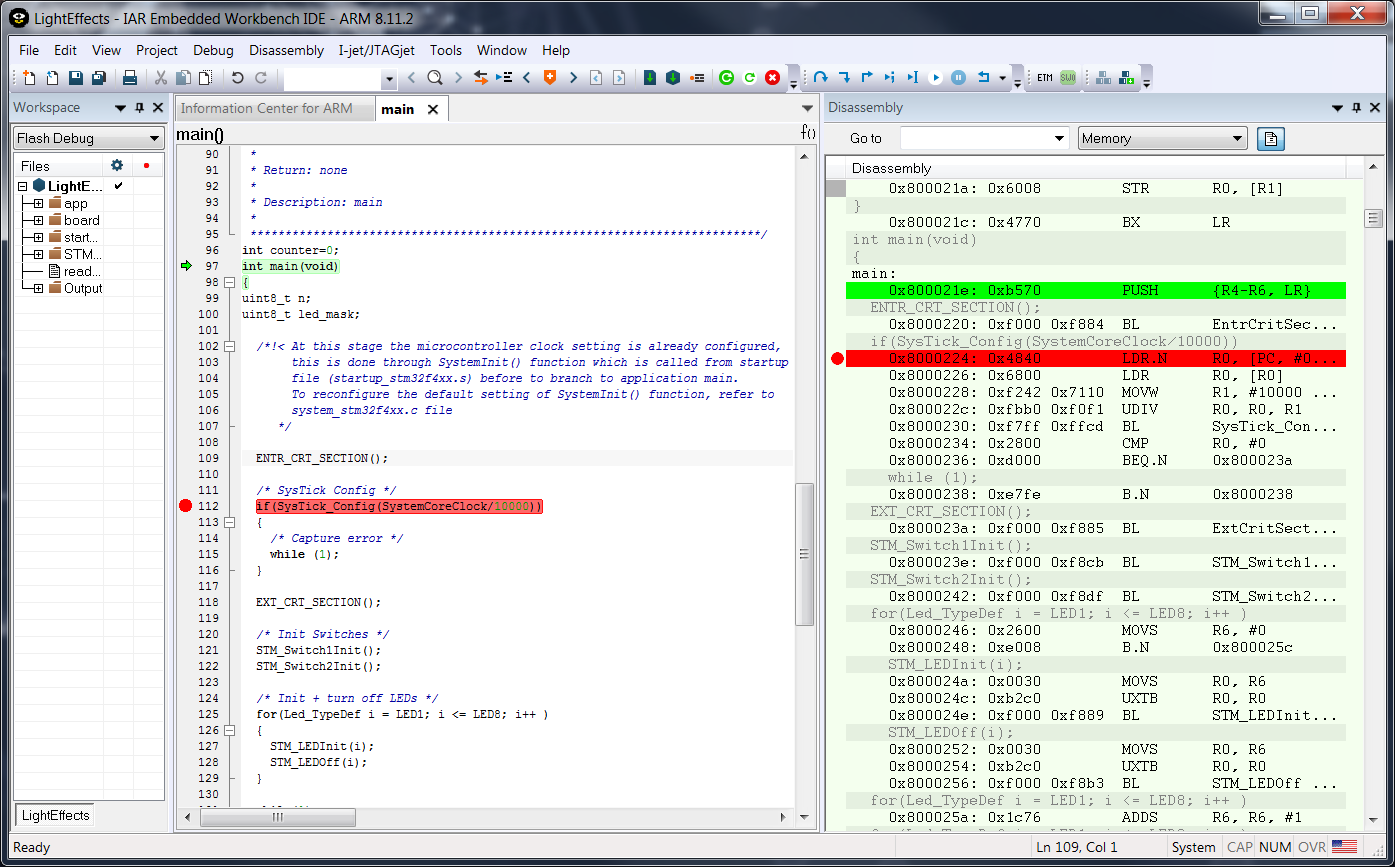 LightEffects - IAR Embedded Workbench IDE - ARM 8.11.2
File Edit View Project Debug Disassembly I-jet/JTAGjet Tools Window Help
ETM SWO
Workspace
Flash Debug
Files
LightE...
app
board
start...
STM...
read...
Output
LightEffects
Information Center for ARM main
main() f()
90 *
91 * Return: none
92 *
93 * Description: main
94 *
95 **************************************************************************/
96 int counter=0;
97 int main(void)
98 {
99 uint8_t n;
100 uint8_t led_mask;
101
102 /*!< At this stage the microcontroller clock setting is already configured,
103 this is done through SystemInit() function which is called from startup
104 file (startup_stm32f4xx.s) before to branch to application main.
105 To reconfigure the default setting of SystemInit() function, refer to
106 system_stm32f4xx.c file
107 */
108
109 ENTR_CRT_SECTION();
110
111 /* SysTick Config */
112 if(SysTick_Config(SystemCoreClock/10000))
113 {
114 /* Capture error */
115 while (1);
116 }
117
118 EXT_CRT_SECTION();
119
120 /* Init Switches */
121 STM_Switch1Init();
122 STM_Switch2Init();
123
124 /* Init + turn off LEDs */
125 for(Led_TypeDef i = LED1; i <= LED8; i++ )
126 {
127 STM_LEDInit(i);
128 STM_LEDOff(i);
129 }
130
Disassembly
Go to Memory
Disassembly
0x800021a: 0x6008 STR R0, [R1]
}
0x800021c: 0x4770 BX LR
int main(void)
{
main:
0x800021e: 0xb570 PUSH {R4-R6, LR}
ENTR_CRT_SECTION();
0x8000220: 0xf000 0xf884 BL EntrCritSec...
if(SysTick_Config(SystemCoreClock/10000))
0x8000224: 0x4840 LDR.N R0, [PC, #0...
0x8000226: 0x6800 LDR R0, [R0]
0x8000228: 0xf242 0x7110 MOVW R1, #10000 ...
0x800022c: 0xfbb0 0xf0f1 UDIV R0, R0, R1
0x8000230: 0xf7ff 0xffcd BL SysTick_Con...
0x8000234: 0x2800 CMP R0, #0
0x8000236: 0xd000 BEQ.N 0x800023a
while (1);
0x8000238: 0xe7fe B.N 0x8000238
EXT_CRT_SECTION();
0x800023a: 0xf000 0xf885 BL ExtCritSect...
STM_Switch1Init();
0x800023e: 0xf000 0xf8cb BL STM_Switch1...
STM_Switch2Init();
0x8000242: 0xf000 0xf8df BL STM_Switch2...
for(Led_TypeDef i = LED1; i <= LED8; i++ )
0x8000246: 0x2600 MOVS R6, #0
0x8000248: 0xe008 B.N 0x800025c
STM_LEDInit(i);
0x800024a: 0x0030 MOVS R0, R6
0x800024c: 0xb2c0 UXTB R0, R0
0x800024e: 0xf000 0xf889 BL STM_LEDInit...
STM_LEDOff(i);
0x8000252: 0x0030 MOVS R0, R6
0x8000254: 0xb2c0 UXTB R0, R0
0x8000256: 0xf000 0xf8b3 BL STM_LEDOff ...
for(Led_TypeDef i = LED1; i <= LED8; i++ )
0x800025a: 0x1c76 ADDS R6, R6, #1
Ready Ln 109, Col 1 System CAP NUM OVR